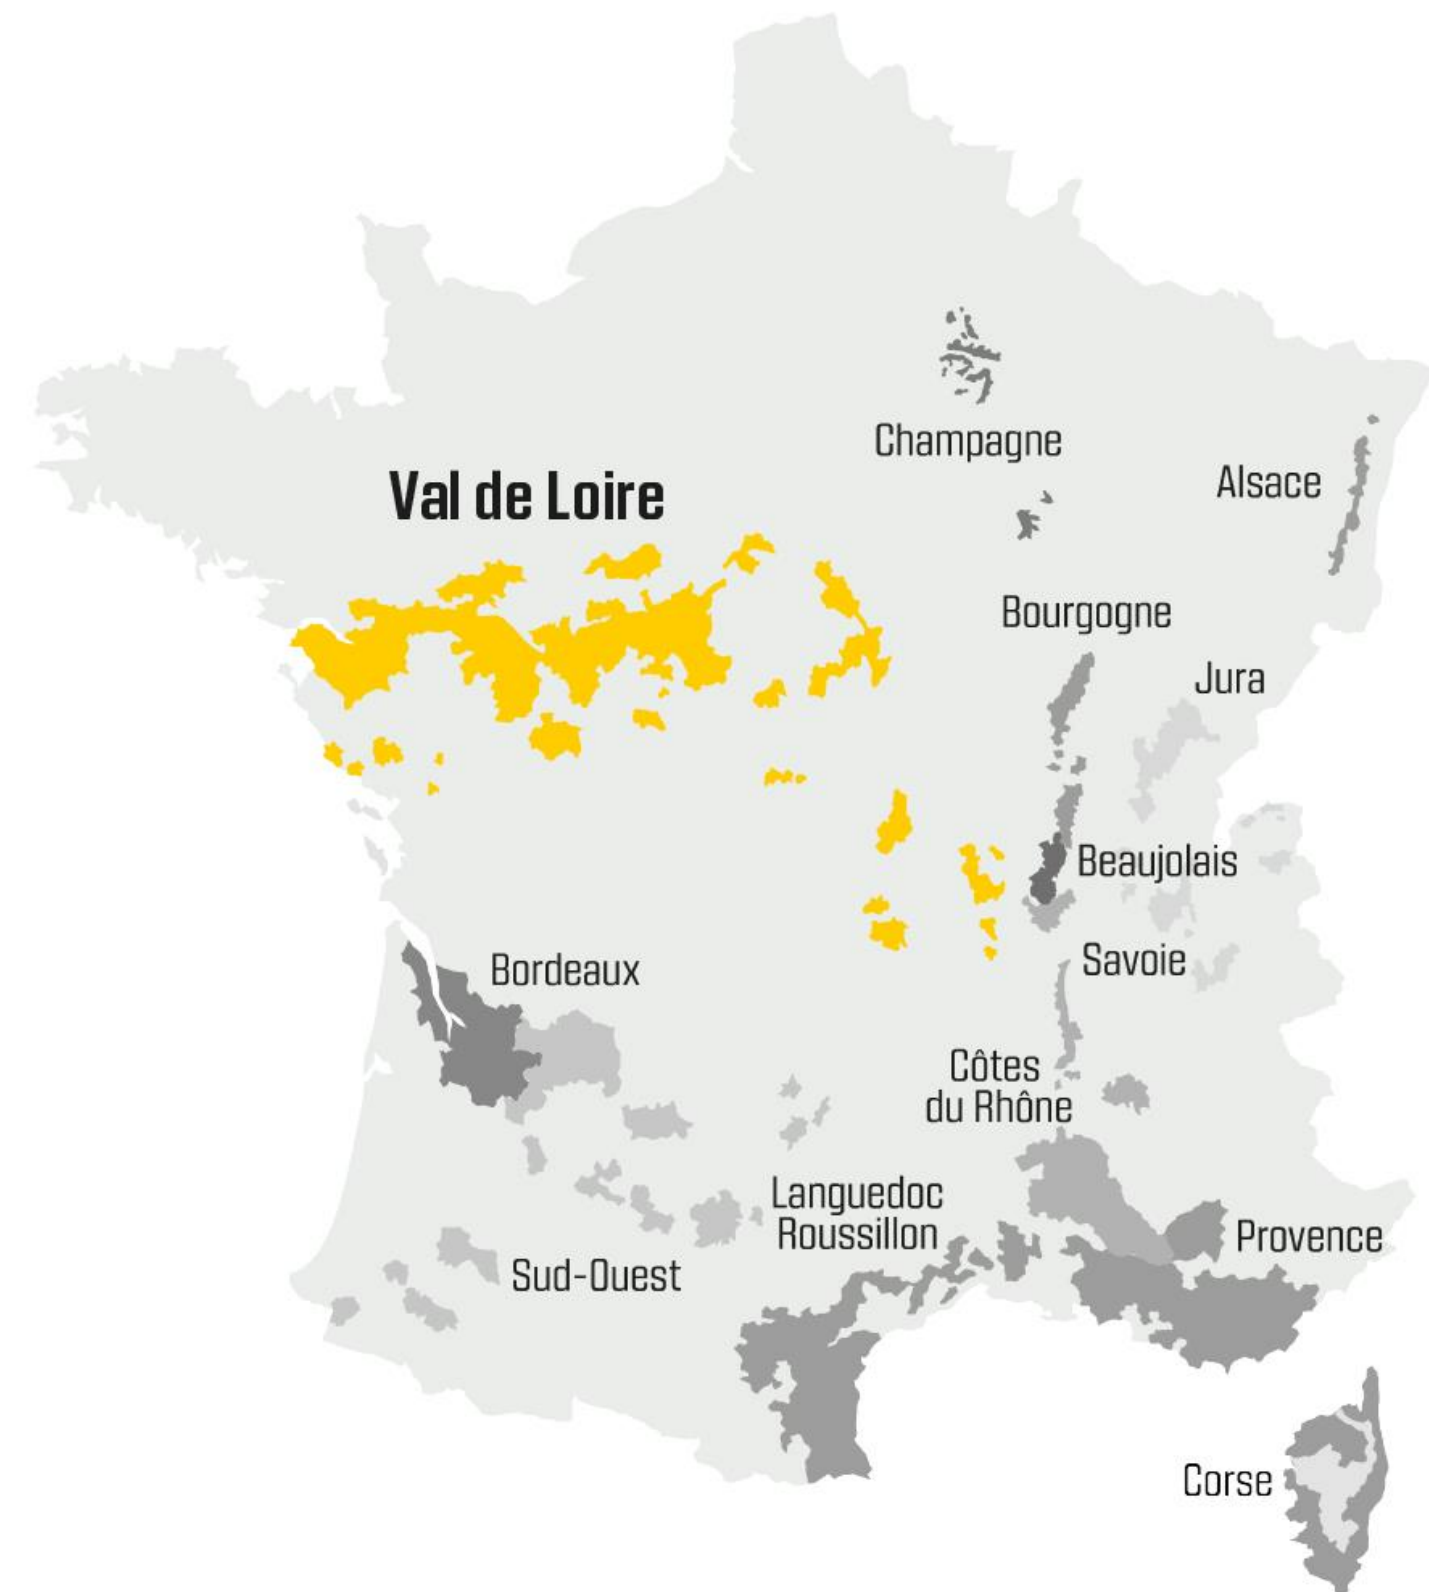 Champagne
Val de Loire
Alsace
Bourgogne
Jura
Beaujolais
Savoie
Bordeaux
Côtes
du Rhône
Languedoc
Roussillon
Provence
Sud-Ouest
Corse